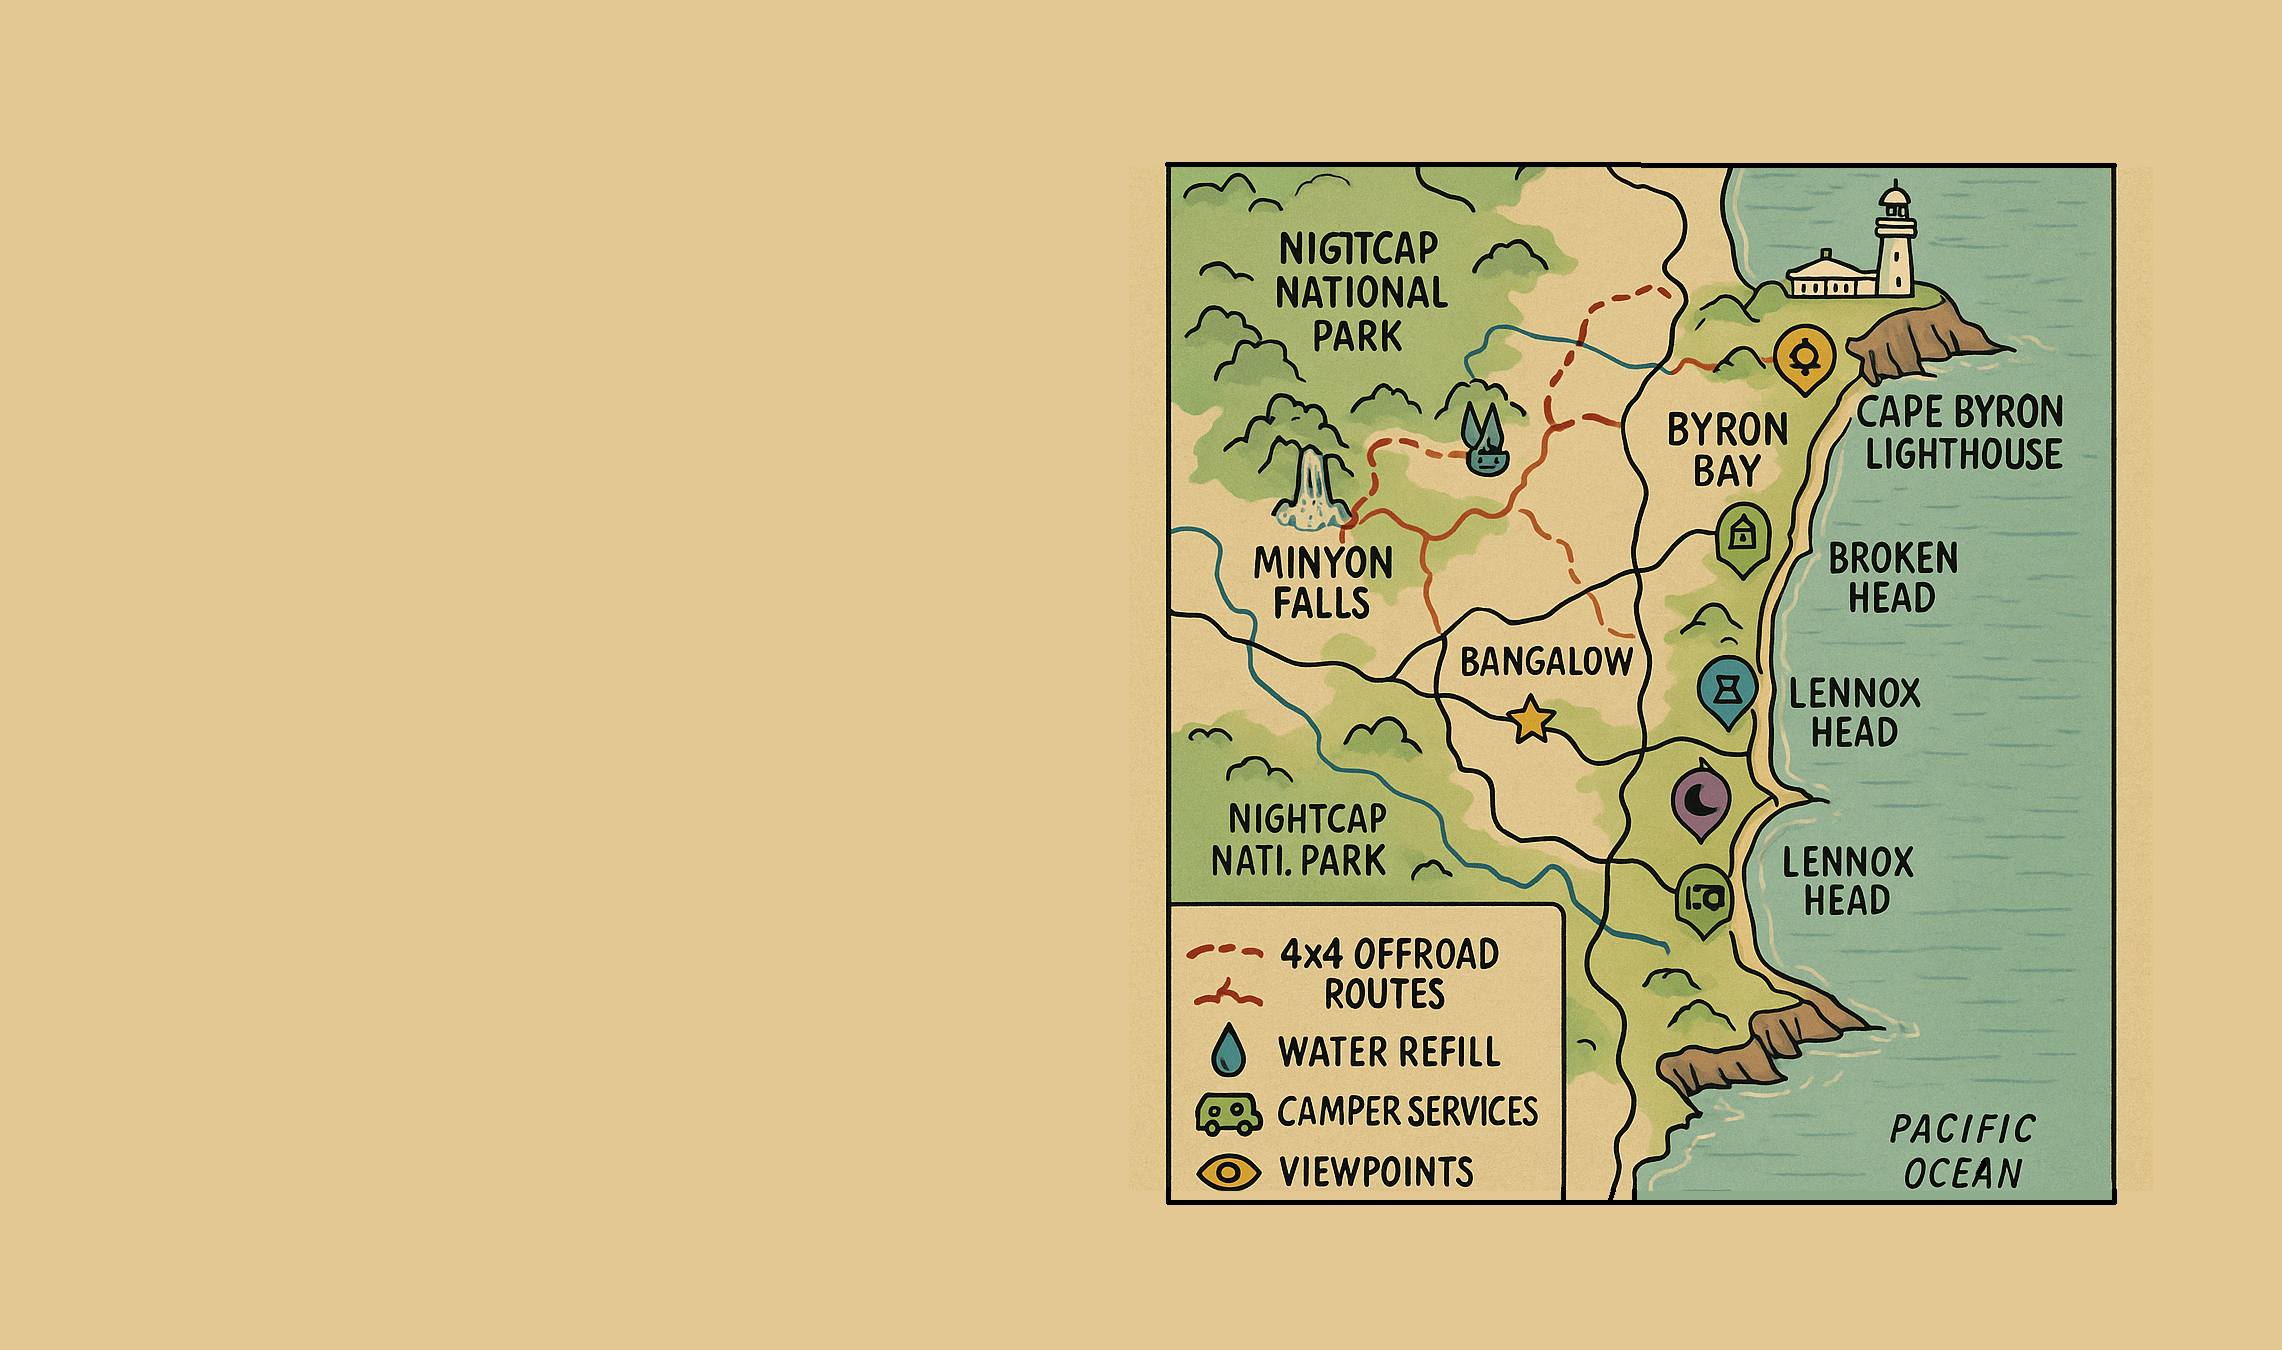 NIGITCAP
NATIONAL
PARK
CAPE BYRON
LIGHTHOUSE
BYRON
BAY
MINYON
FALLS
BROKEN
HEAD
BANGALOW
LENNOX
HEAD
NIGHTCAP
NATI. PARK
LENNOX
HEAD
4x4 OFFROAD
ROUTES
WATER REFILL
CAMPER SERVICES
VIEWPOINTS
PACIFIC
OCEAN